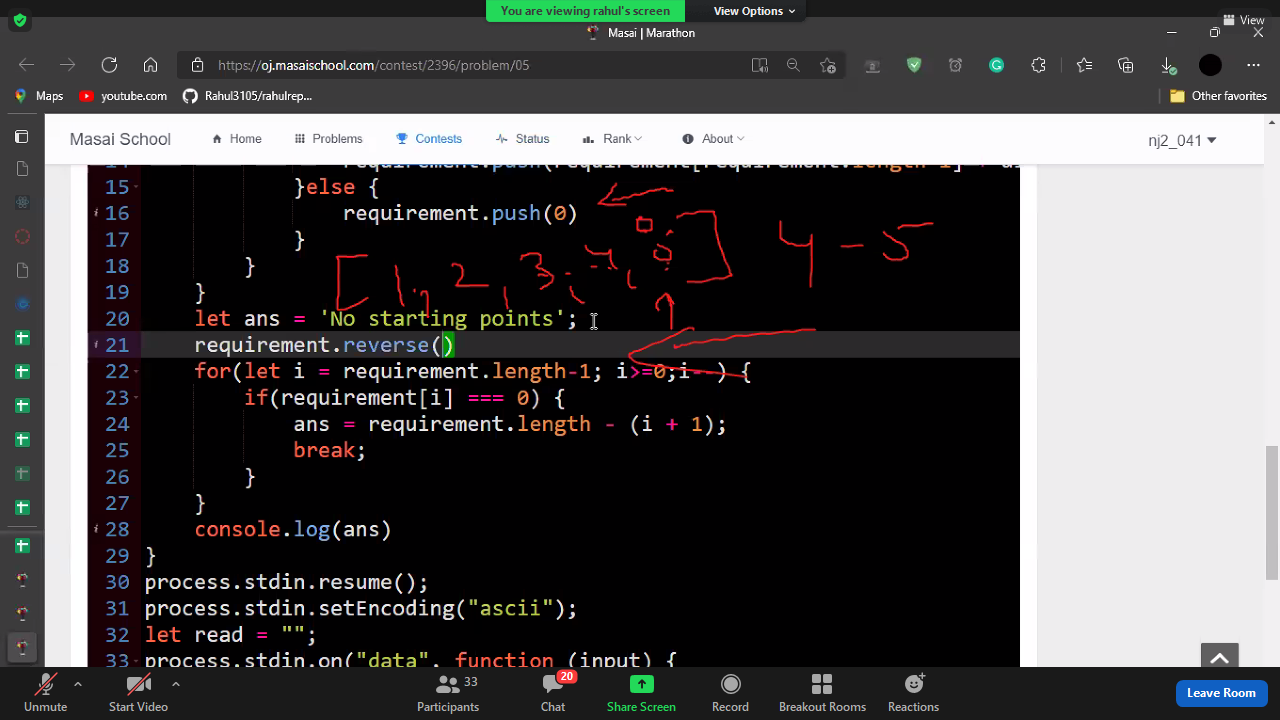 You are viewing rahul's screen
View Options
View
Masai | Marathon
https://oj.masaischool.com/contest/2396/problem/05
Maps
youtube.com
Rahul3105/rahulrep...
Other favorites
Masai School
Home
Problems
Contests
Status
Rank
About
nj2_041
15 }else {
16 requirement.push(0)
17 }
18 }
19 }
20 let ans = 'No starting points';
21 requirement.reverse()
22 for(let i = requirement.length-1; i>=0;i--) {
23 if(requirement[i] === 0) {
24 ans = requirement.length - (i + 1);
25 break;
26 }
27 }
28 console.log(ans)
29 }
30 process.stdin.resume();
31 process.stdin.setEncoding("ascii");
32 let read = "";
33 process.stdin.on("data", function (input) {
[1, 2, 3, 4, 5]
4 - 5
Unmute
Start Video
33
Participants
20
Chat
Share Screen
Record
Breakout Rooms
Reactions
Leave Room